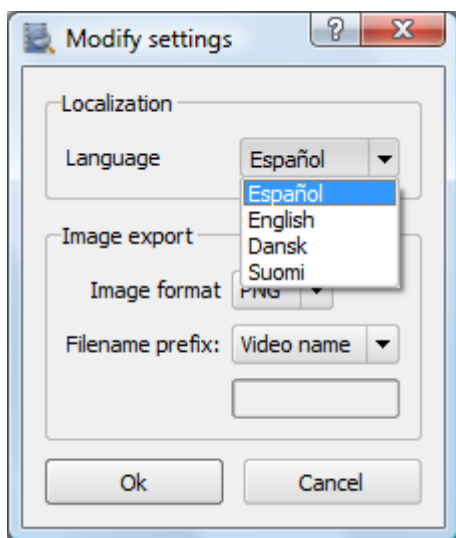 Modify settings
Localization
Language Español
Español
English
Dansk
Suomi
Image export
Image format PNG
Filename prefix: Video name
Ok Cancel